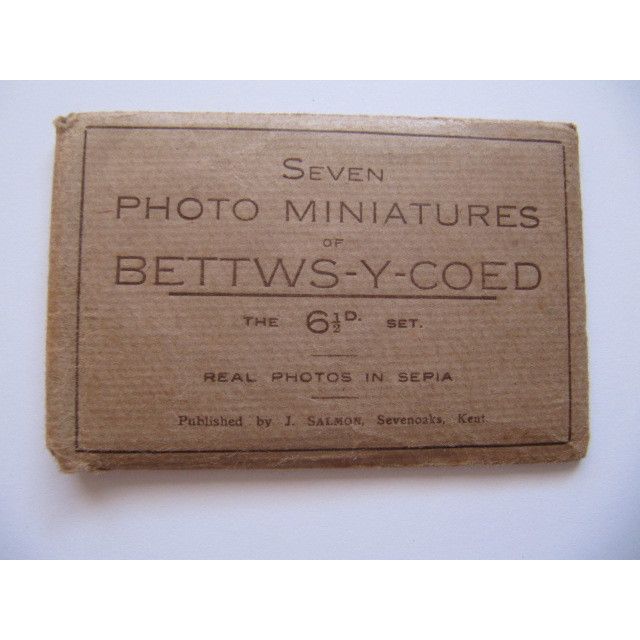 SEVEN
PHOTO MINIATURES
OF
BETTWS-Y-COED
THE 6½D. SET.
REAL PHOTOS IN SEPIA
Published by J. SALMON, Sevenoaks, Kent